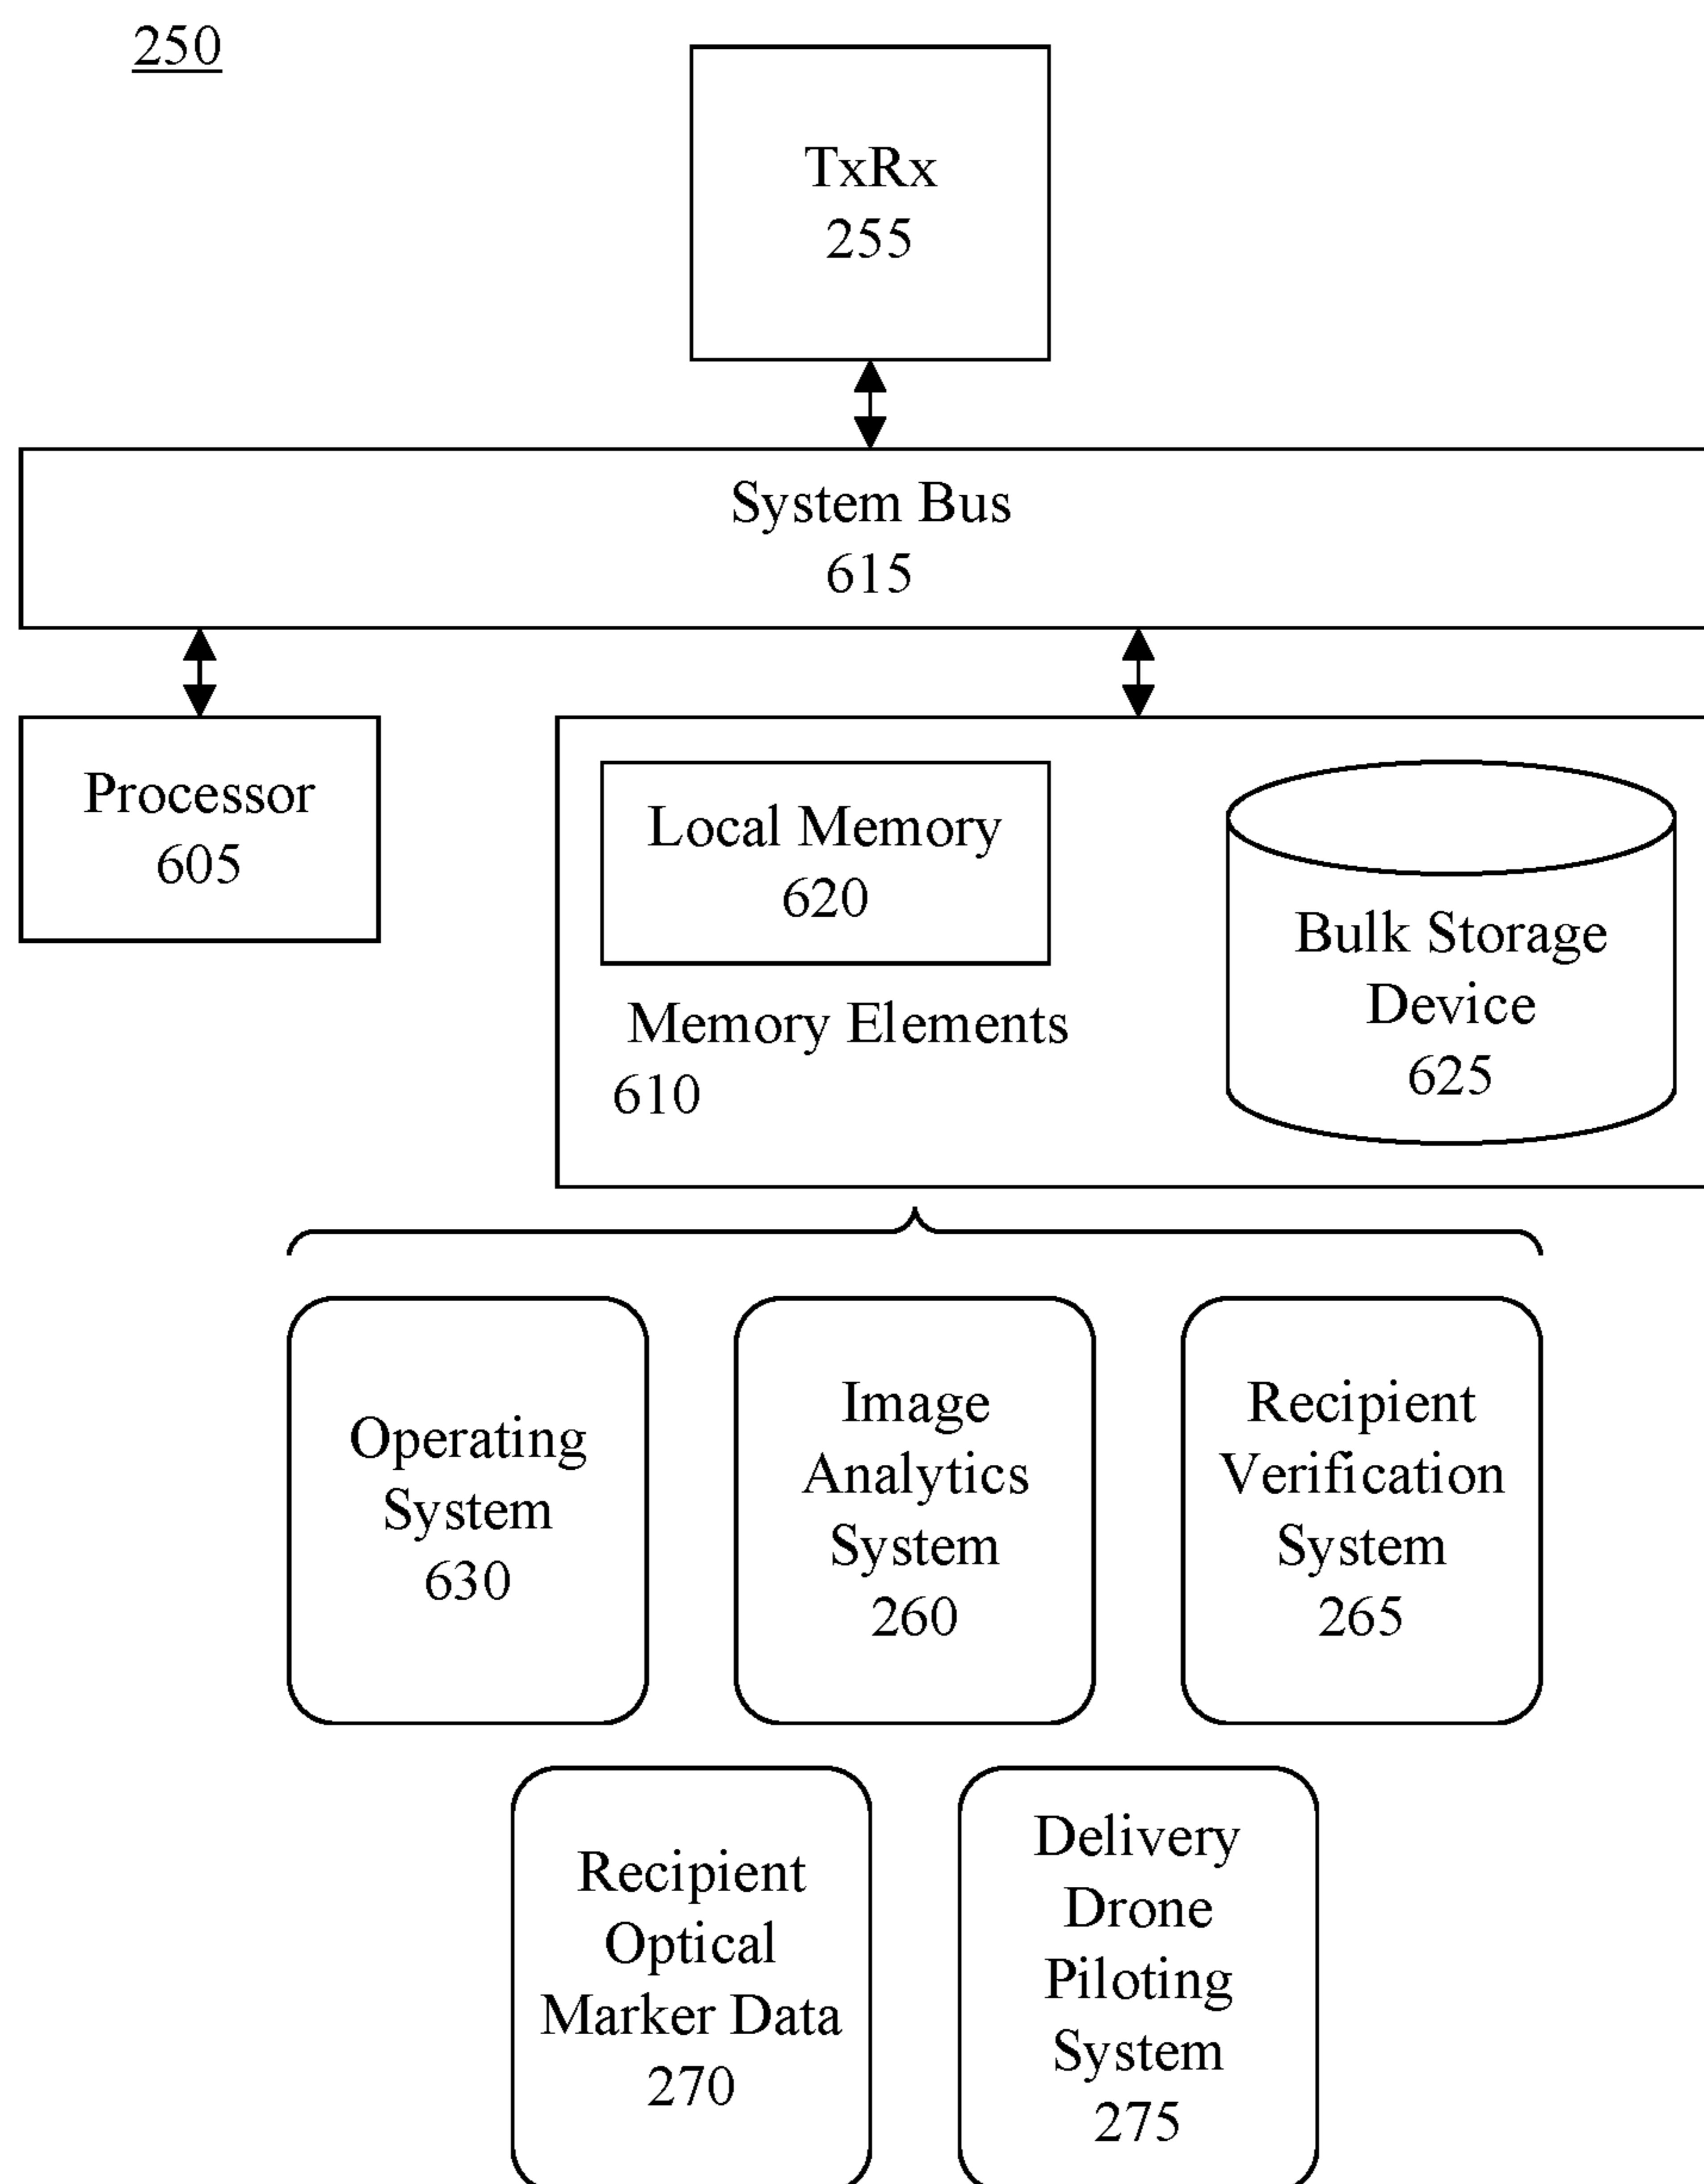 250
TxRx
255
System Bus
615
Processor
605
Local Memory
620
Memory Elements
610
Bulk Storage
Device
625
Operating
System
630
Image
Analytics
System
260
Recipient
Verification
System
265
Recipient
Optical
Marker Data
270
Delivery
Drone
Piloting
System
275